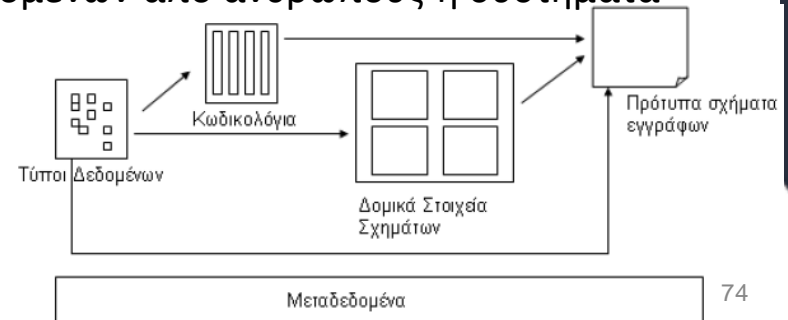 Κωδικολόγια
Πρότυπα σχήματα
εγγράφων
Τύποι Δεδομένων
Δομικά Στοιχεία
Σχημάτων
Μεταδεδομένα
74